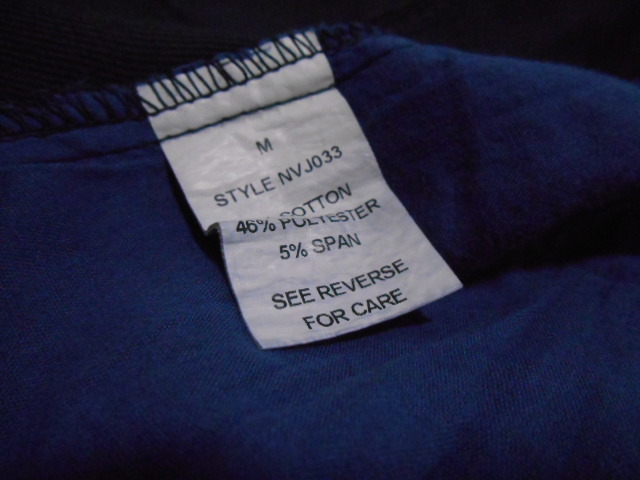 M
STYLE NVJ033
COTTON
46% POLYESTER
5% SPAN
SEE REVERSE
FOR CARE